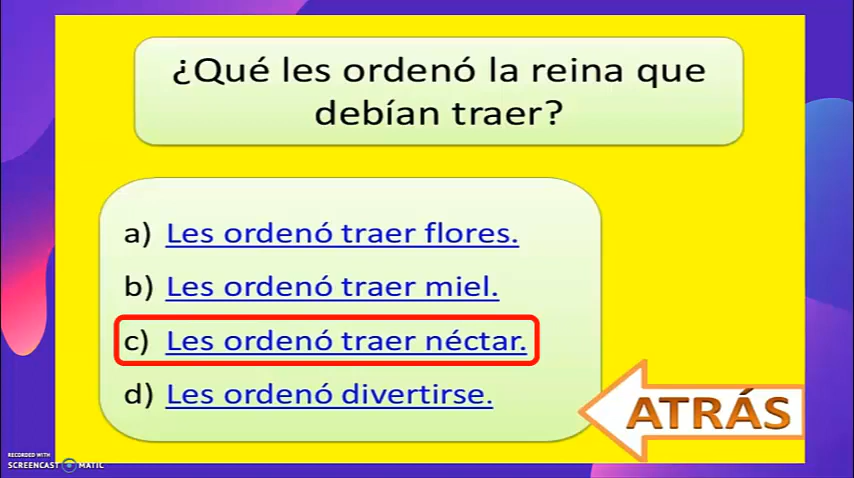 ¿Qué les ordenó la reina que
debían traer?
a) Les ordenó traer flores.
b) Les ordenó traer miel.
c) Les ordenó traer néctar.
d) Les ordenó divertirse.
ATRÁS
RECORDED WITH
SCREENCAST MATIC